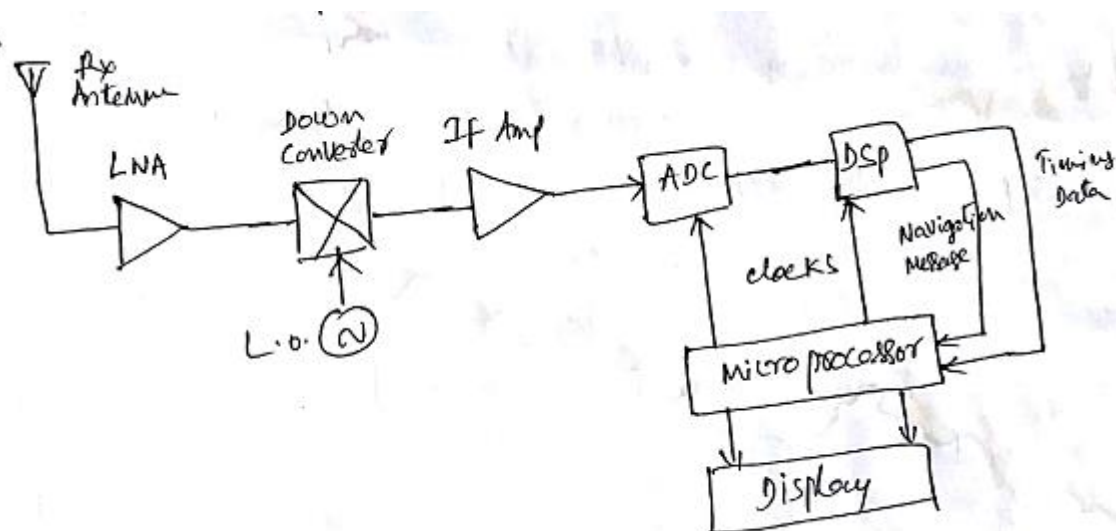 Rx
Antenna
LNA
Down
Converter
IF Amp
ADC
DSP
Timing
Data
Navigation
Message
clocks
L.O.
Microprocessor
Display